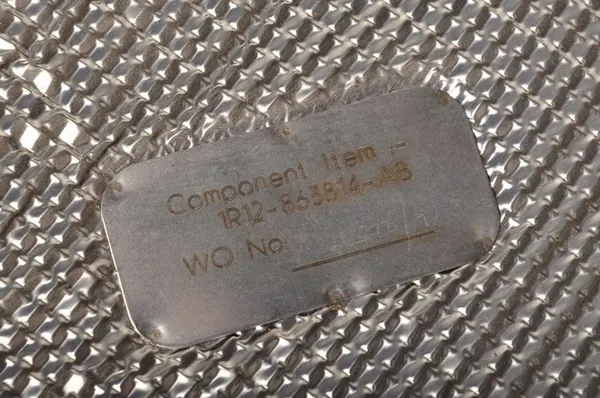 Component Item :-
1R12-863814-AB
WO No: